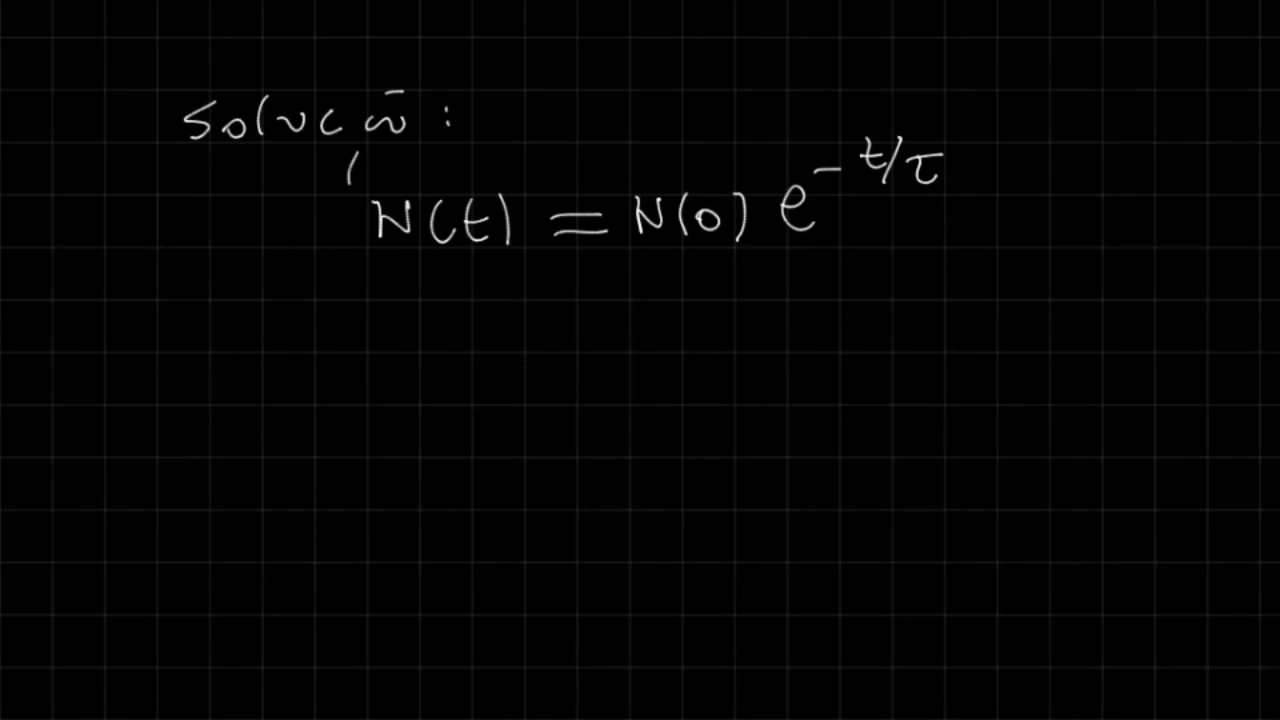 Solução:
N(t) = N(0) e^{-t/τ}